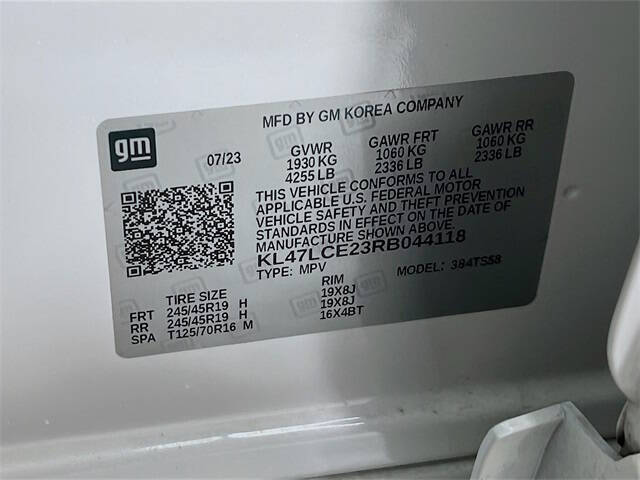 MFD BY GM KOREA COMPANY
gm
07/23
GVWR GAWR FRT GAWR RR
1930 KG 1060 KG 1060 KG
4255 LB 2336 LB 2336 LB
THIS VEHICLE CONFORMS TO ALL
APPLICABLE U.S. FEDERAL MOTOR
VEHICLE SAFETY AND THEFT PREVENTION
STANDARDS IN EFFECT ON THE DATE OF
MANUFACTURE SHOWN ABOVE.
KL47LCE23RB044118
TYPE: MPV MODEL: 384TS58
TIRE SIZE RIM
FRT 245/45R19 H 19X8J
RR 245/45R19 H 19X8J
SPA T125/70R16 M 16X4BT